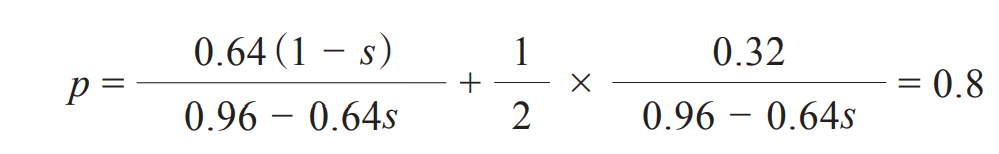 p = 0.64(1 − s) / 0.96 − 0.64s + 1/2 × 0.32 / 0.96 − 0.64s = 0.8